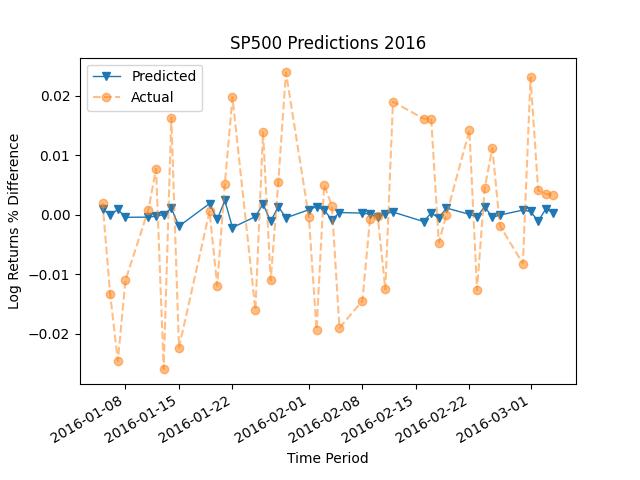 SP500 Predictions 2016
Predicted
Actual
0.02
0.01
0.00
−0.01
−0.02
Log Returns % Difference
2016-01-08
2016-01-15
2016-01-22
2016-02-01
2016-02-08
2016-02-15
2016-02-22
2016-03-01
Time Period